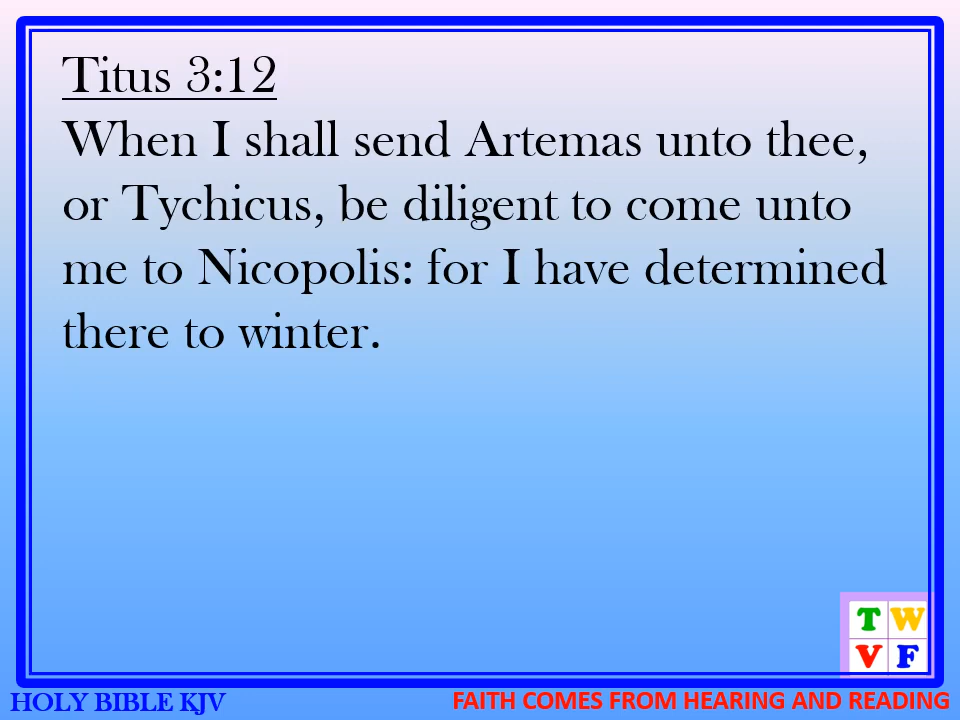 Titus 3:12
When I shall send Artemas unto thee,
or Tychicus, be diligent to come unto
me to Nicopolis: for I have determined
there to winter.
T W
V F
HOLY BIBLE KJV
FAITH COMES FROM HEARING AND READING